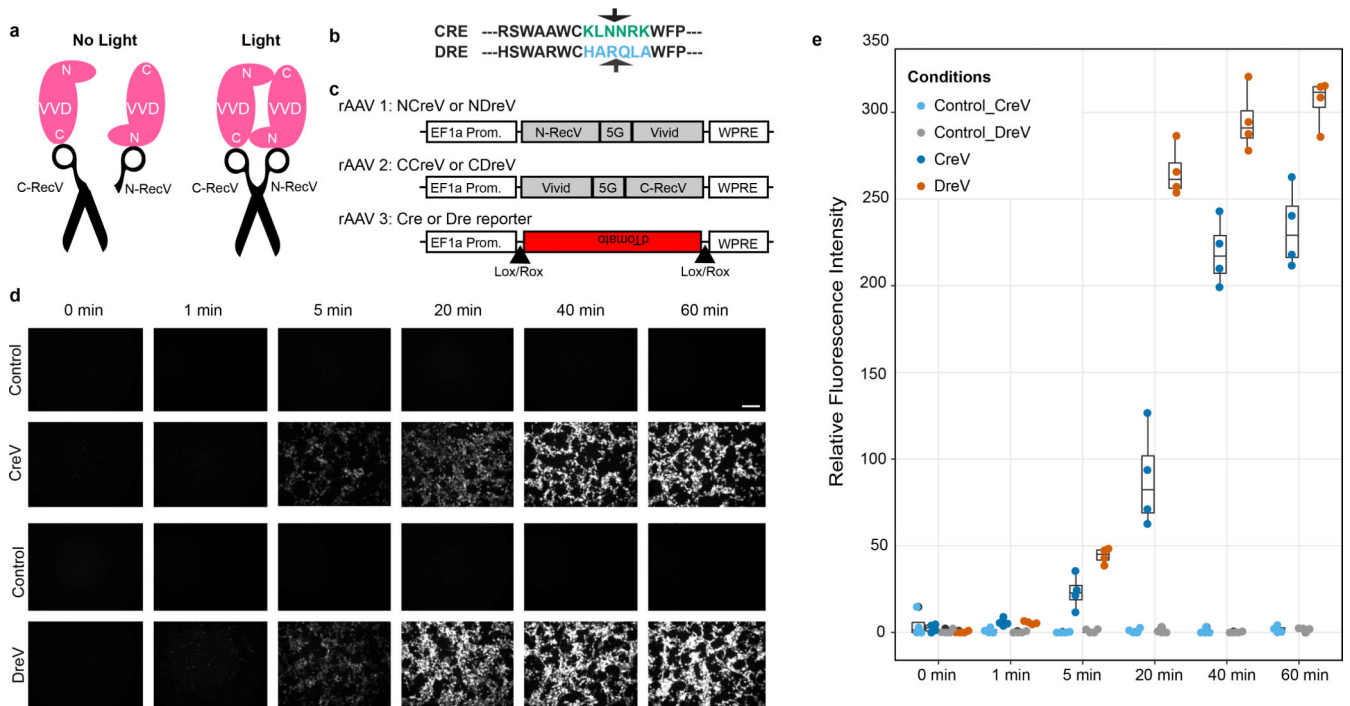 a
No Light
Light
N
C
VVD
VVD
C
N
C-RecV
N-RecV
N
C
VVD
VVD
C
N
C-RecV
N-RecV
b
CRE ---RSWAAWCKLNNRKWFP---
DRE ---HSWARWCHARQLAWFP---
c
rAAV 1: NCreV or NDreV
EF1a Prom. N-RecV 5G Vivid WPRE
rAAV 2: CCreV or CDreV
EF1a Prom. Vivid 5G C-RecV WPRE
rAAV 3: Cre or Dre reporter
EF1a Prom. dTomato WPRE
Lox/Rox Lox/Rox
d
0 min 1 min 5 min 20 min 40 min 60 min
Control
CreV
Control
DreV
e
Relative Fluorescence Intensity
350
300
250
200
150
100
50
0
Conditions
Control_CreV
Control_DreV
CreV
DreV
0 min 1 min 5 min 20 min 40 min 60 min